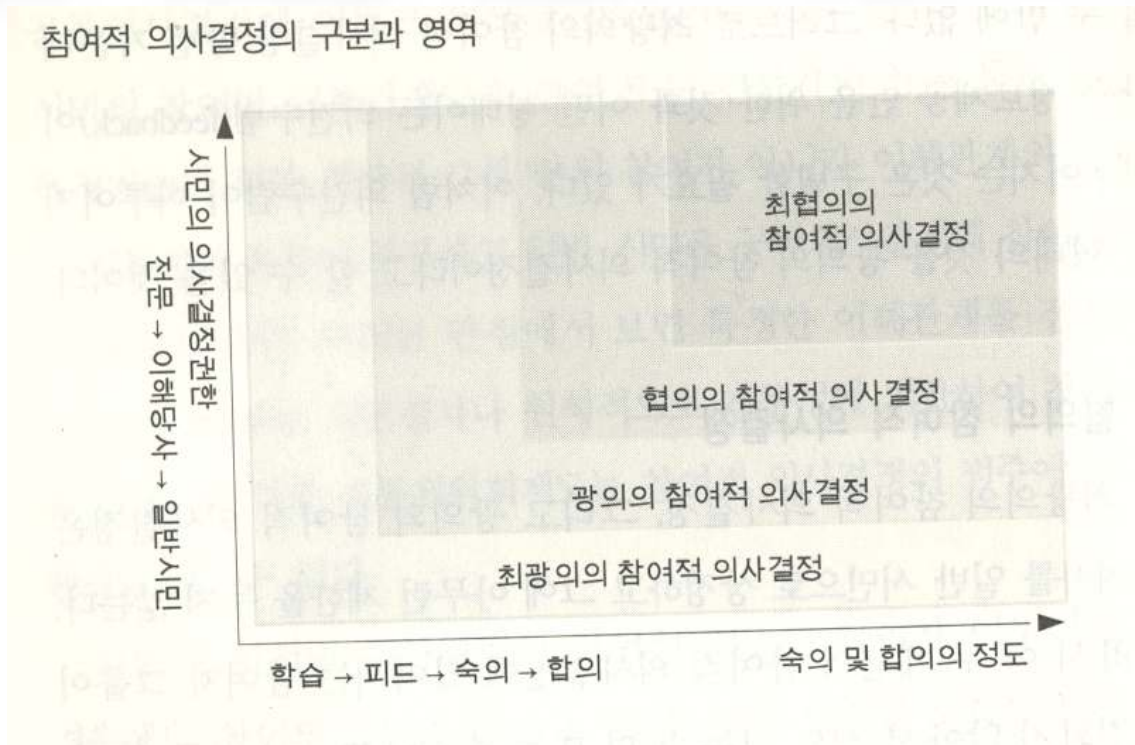 참여적 의사결정의 구분과 영역
시민의 의사결정권한
전문 → 이해당사 → 일반시민
최협의의
참여적 의사결정
협의의 참여적 의사결정
광의의 참여적 의사결정
최광의의 참여적 의사결정
학습 → 피드 → 숙의 → 합의
숙의 및 합의의 정도